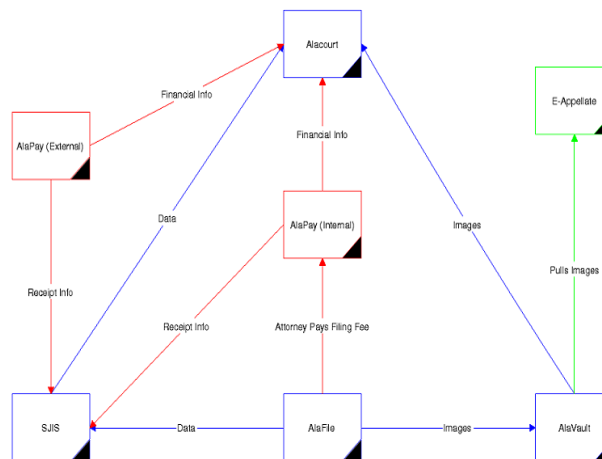 Alacourt
E-Appellate
Financial Info
AlaPay (External)
Financial Info
Data
AlaPay (Internal)
Images
Pulls Images
Receipt Info
Receipt Info
Attorney Pays Filing Fee
SJIS
Data
AlaFile
Images
AlaVault